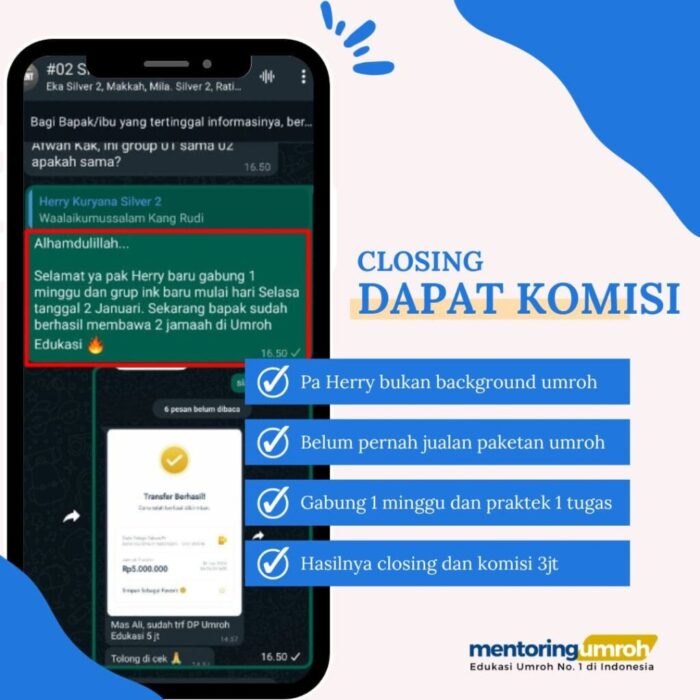 #02 S
Eka Silver 2, Makkah, Mila. Silver 2, Rati...
Bagi Bapak/ibu yang tertinggal informasinya, ber...
Afwan Kak, ini group 01 sama 02
apakah sama?
16.50
Herry Kuryana Silver 2
Waalaikumussalam Kang Rudi
Alhamdulillah...
Selamat ya pak Herry baru gabung 1
minggu dan grup ink baru mulai hari Selasa
tanggal 2 Januari. Sekarang bapak sudah
berhasil membawa 2 jamaah di Umroh
Edukasi 🔥
16.50
6 pesan belum dibaca
Transfer Berhasil!
Rp5.000.000
Simpan Sebagai Favorit
Mas Ali, sudah trf DP Umroh
Edukasi 5 jt
14.57
Tolong di cek 🙏
16.50
CLOSING
DAPAT KOMISI
Pa Herry bukan background umroh
Belum pernah jualan paketan umroh
Gabung 1 minggu dan praktek 1 tugas
Hasilnya closing dan komisi 3jt
mentoringumroh
Edukasi Umroh No. 1 di Indonesia